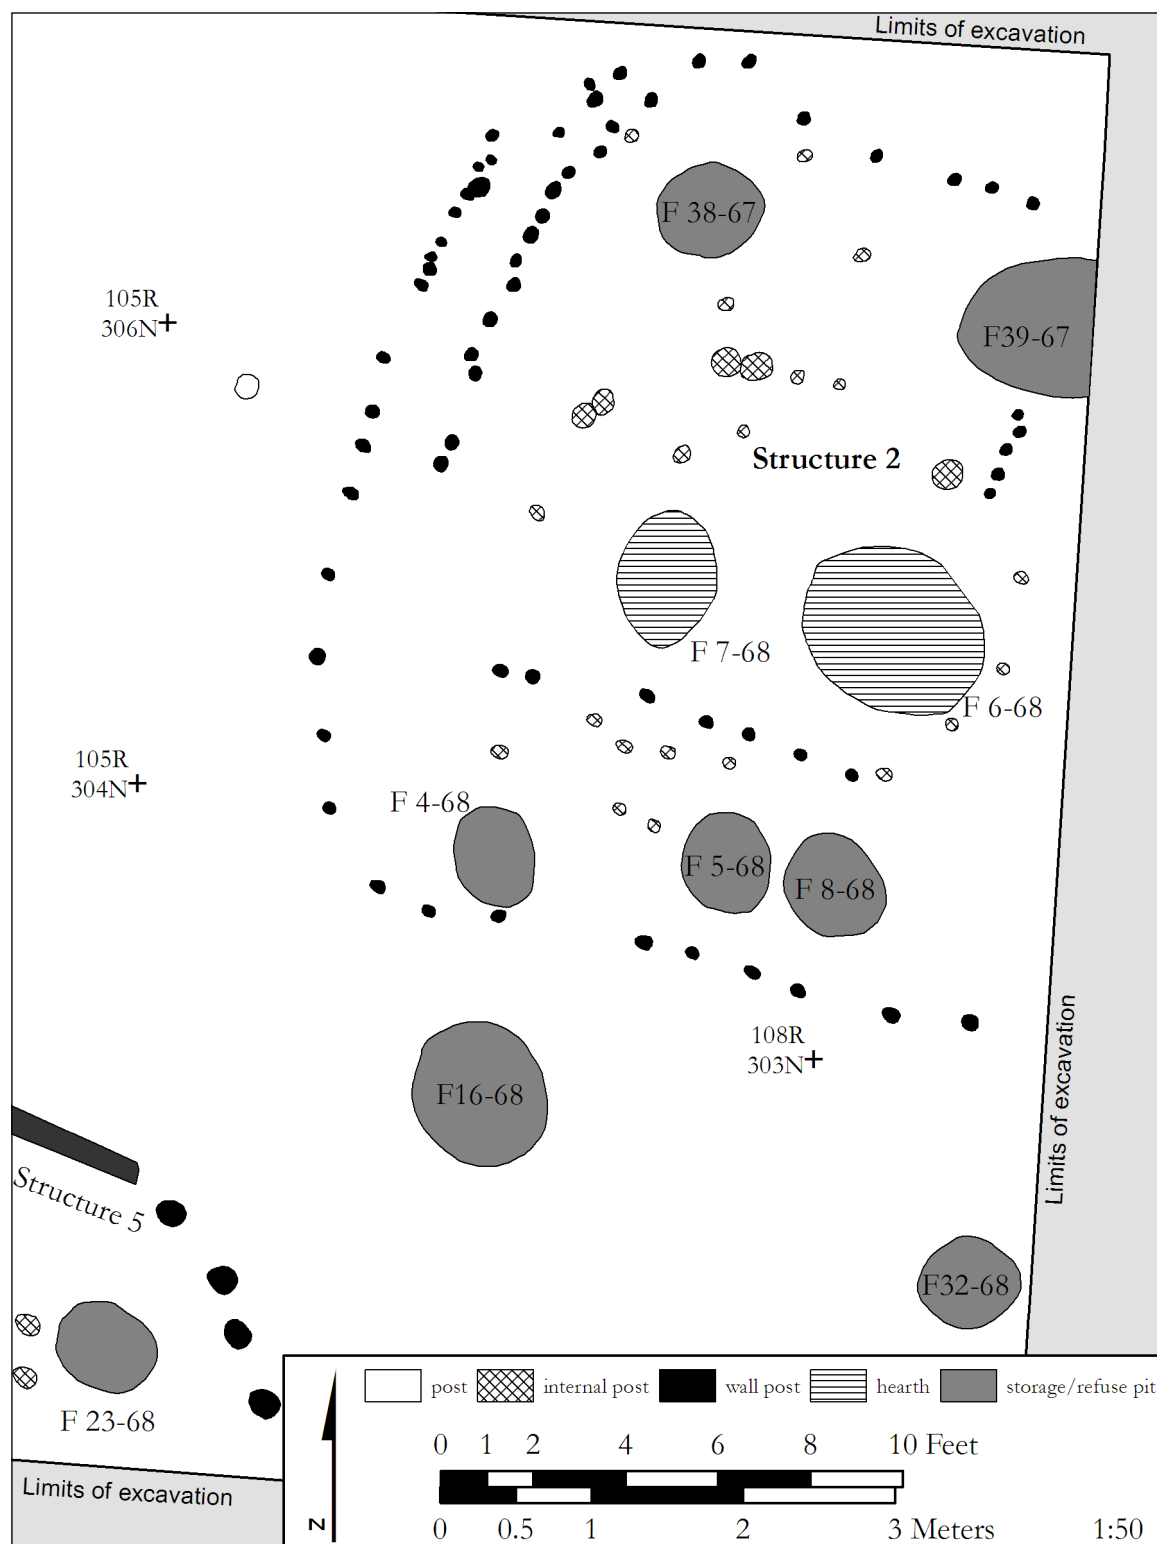 Limits of excavation
F 38-67
105R
306N
F39-67
Structure 2
F 7-68
F 6-68
105R
304N
F 4-68
F 5-68
F 8-68
108R
303N
Limits of excavation
F16-68
Structure 5
F32-68
F 23-68
Limits of excavation
post
internal post
wall post
hearth
storage/refuse pit
0 1 2 4 6 8 10 Feet
0 0.5 1 2 3 Meters
1:50
N